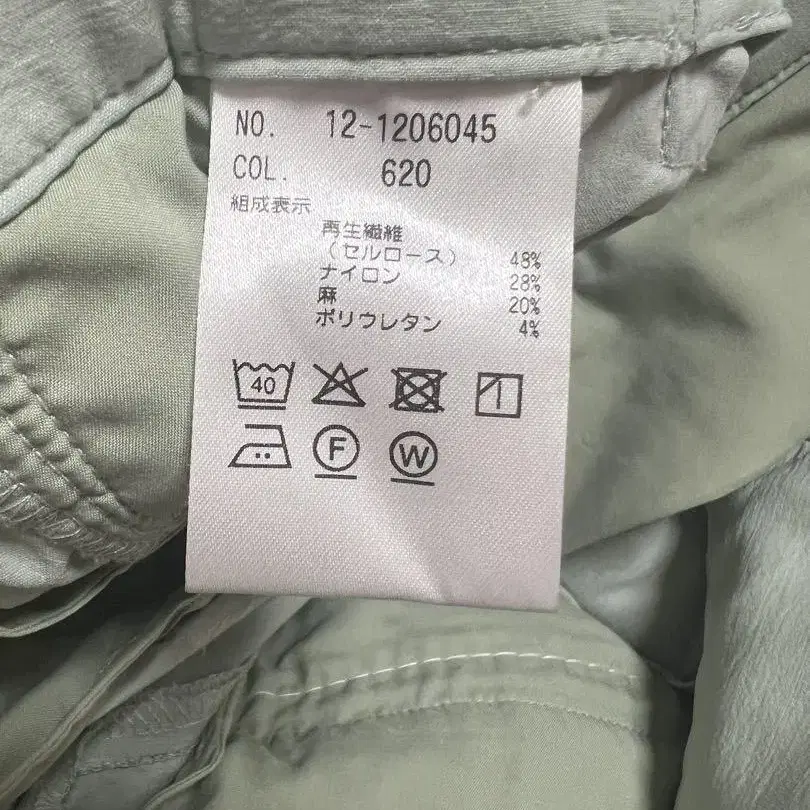 NO. 12-1206045
COL. 620
組成表示
再生繊維
(セルロース) 48%
ナイロン 28%
麻 20%
ポリウレタン 4%
40
F W